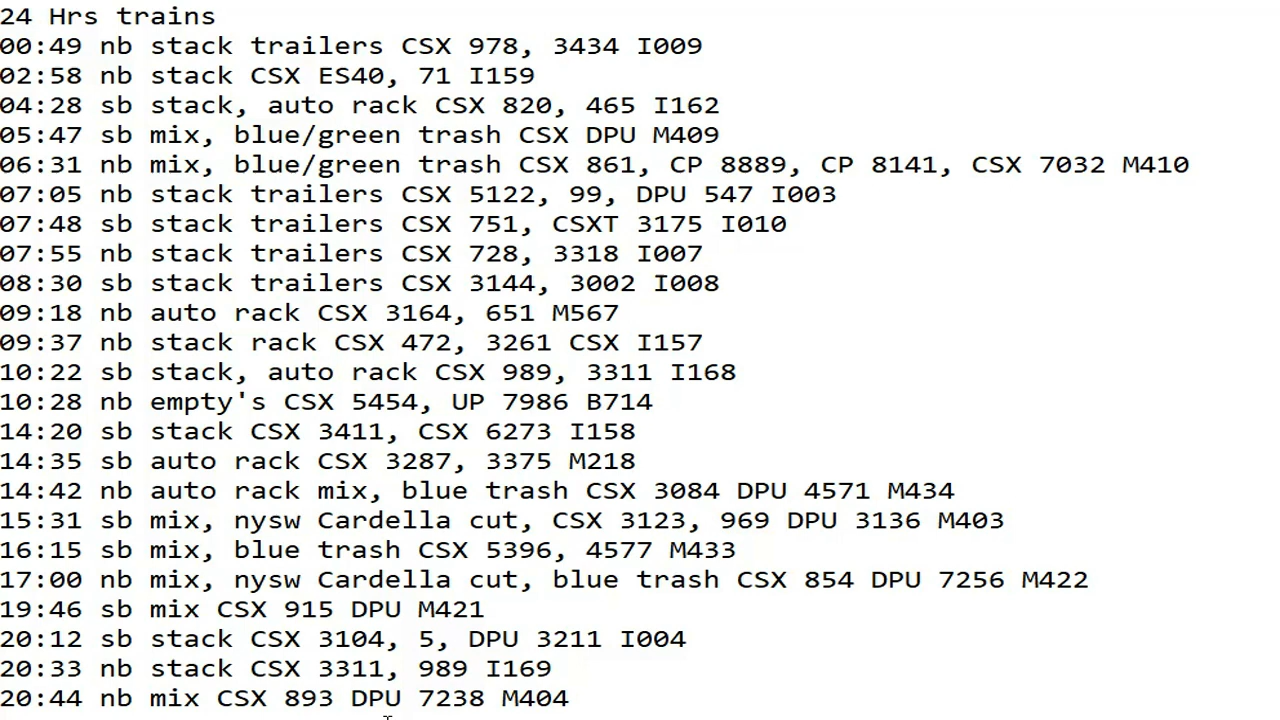 24 Hrs trains
00:49 nb stack trailers CSX 978, 3434 I009
02:58 nb stack CSX ES40, 71 I159
04:28 sb stack, auto rack CSX 820, 465 I162
05:47 sb mix, blue/green trash CSX DPU M409
06:31 nb mix, blue/green trash CSX 861, CP 8889, CP 8141, CSX 7032 M410
07:05 nb stack trailers CSX 5122, 99, DPU 547 I003
07:48 sb stack trailers CSX 751, CSXT 3175 I010
07:55 nb stack trailers CSX 728, 3318 I007
08:30 sb stack trailers CSX 3144, 3002 I008
09:18 nb auto rack CSX 3164, 651 M567
09:37 nb stack rack CSX 472, 3261 CSX I157
10:22 sb stack, auto rack CSX 989, 3311 I168
10:28 nb empty's CSX 5454, UP 7986 B714
14:20 sb stack CSX 3411, CSX 6273 I158
14:35 sb auto rack CSX 3287, 3375 M218
14:42 nb auto rack mix, blue trash CSX 3084 DPU 4571 M434
15:31 sb mix, nysw Cardella cut, CSX 3123, 969 DPU 3136 M403
16:15 sb mix, blue trash CSX 5396, 4577 M433
17:00 nb mix, nysw Cardella cut, blue trash CSX 854 DPU 7256 M422
19:46 sb mix CSX 915 DPU M421
20:12 sb stack CSX 3104, 5, DPU 3211 I004
20:33 nb stack CSX 3311, 989 I169
20:44 nb mix CSX 893 DPU 7238 M404